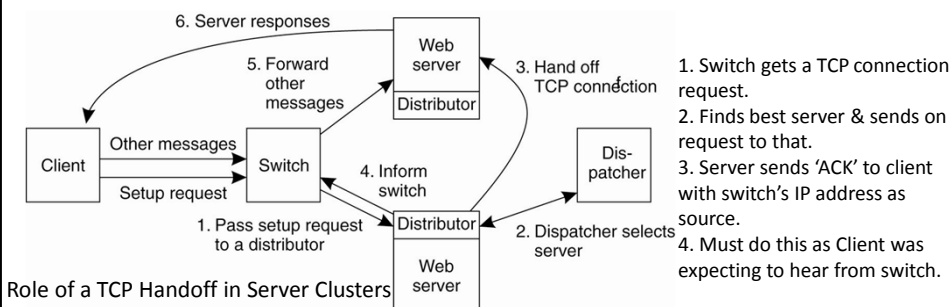 6. Server responses
Web
server
Distributor
5. Forward
other
messages
3. Hand off
TCP connection
Client
Other messages
Setup request
Switch
4. Inform
switch
Dis-
patcher
1. Pass setup request
to a distributor
Distributor
2. Dispatcher selects
server
Web
server
Role of a TCP Handoff in Server Clusters
1. Switch gets a TCP connection
request.
2. Finds best server & sends on
request to that.
3. Server sends ‘ACK’ to client
with switch’s IP address as
source.
4. Must do this as Client was
expecting to hear from switch.